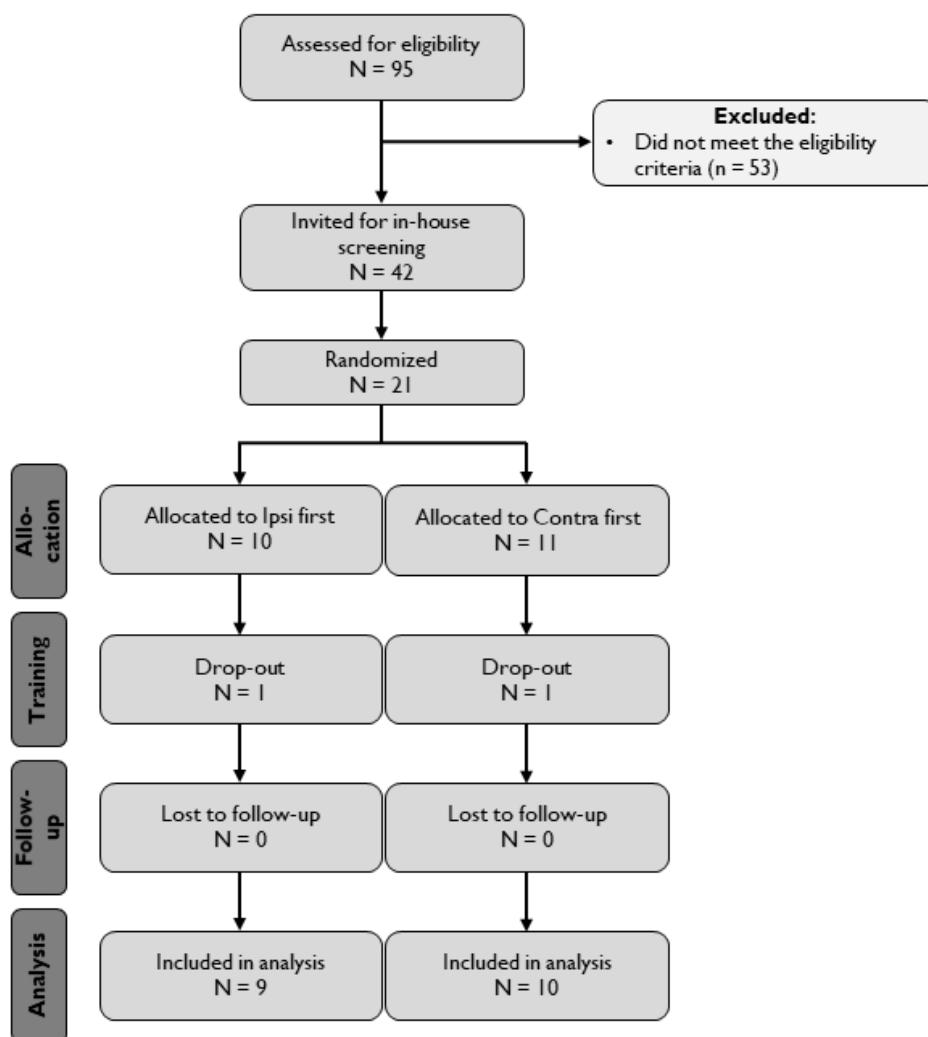 Assessed for eligibility
N = 95
Excluded:
• Did not meet the eligibility
criteria (n = 53)
Invited for in-house
screening
N = 42
Randomized
N = 21
Allo-
cation
Allocated to Ipsi first
N = 10
Allocated to Contra first
N = 11
Training
Drop-out
N = 1
Drop-out
N = 1
Follow-
up
Lost to follow-up
N = 0
Lost to follow-up
N = 0
Analysis
Included in analysis
N = 9
Included in analysis
N = 10